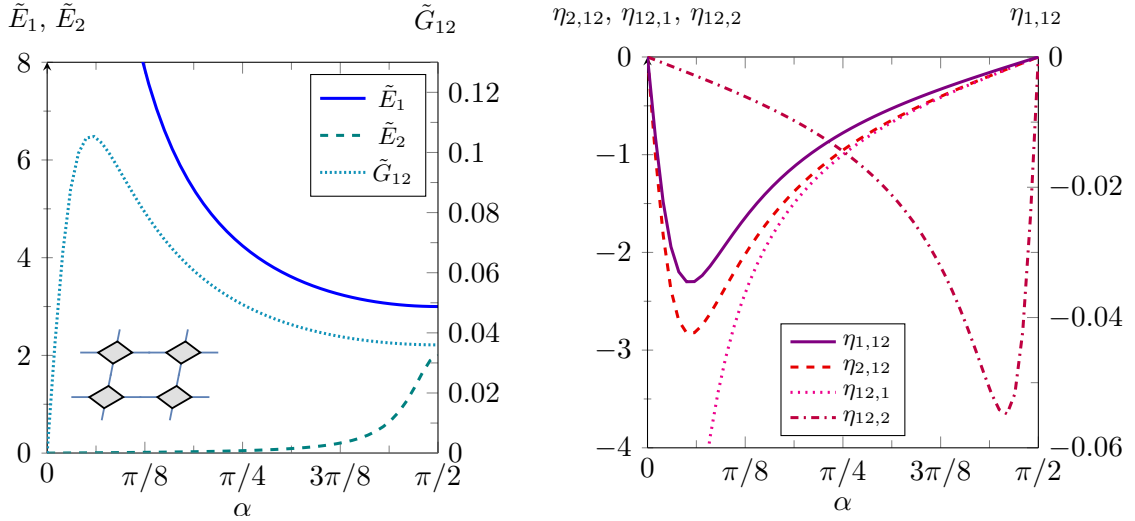 Ẽ₁, Ẽ₂
G̃₁₂
8
6
4
2
0
0.12
0.1
0.08
0.06
0.04
0.02
0
Ẽ₁
Ẽ₂
G̃₁₂
0
π/8
π/4
3π/8
π/2
α
η₂,₁₂, η₁₂,₁, η₁₂,₂
η₁,₁₂
0
−1
−2
−3
−4
0
−0.02
−0.04
−0.06
η₁,₁₂
η₂,₁₂
η₁₂,₁
η₁₂,₂
0
π/8
π/4
3π/8
π/2
α